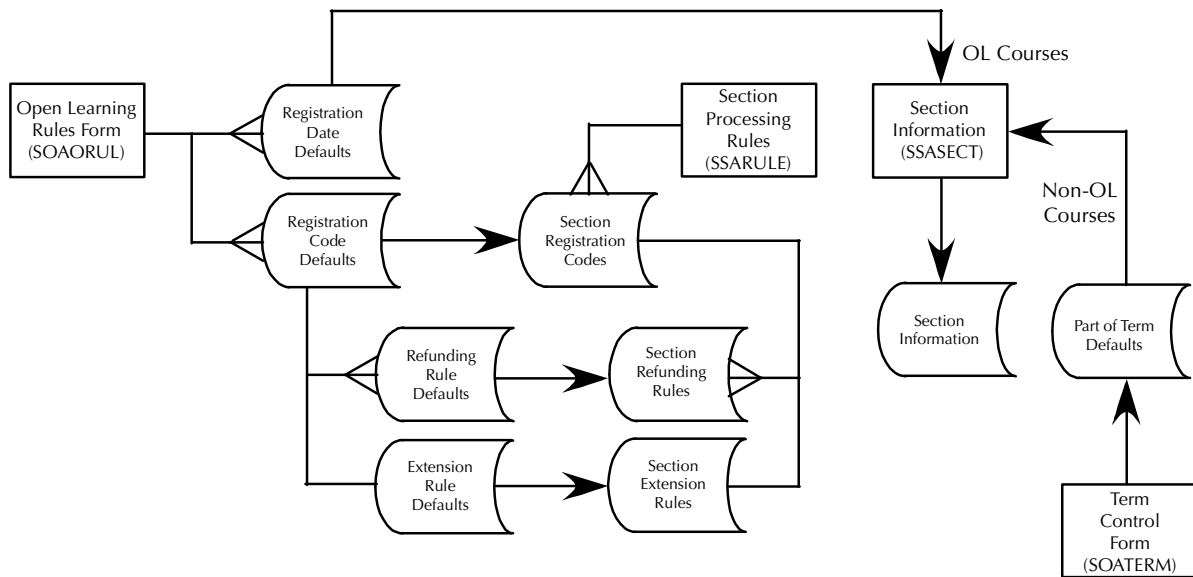 OL Courses
Open Learning
Rules Form
(SOAORUL)
Registration
Date
Defaults
Section
Processing
Rules
(SSARULE)
Section
Information
(SSASECT)
Non-OL
Courses
Registration
Code
Defaults
Section
Registration
Codes
Section
Information
Part of Term
Defaults
Refunding
Rule
Defaults
Section
Refunding
Rules
Extension
Rule
Defaults
Section
Extension
Rules
Term
Control
Form
(SOATERM)